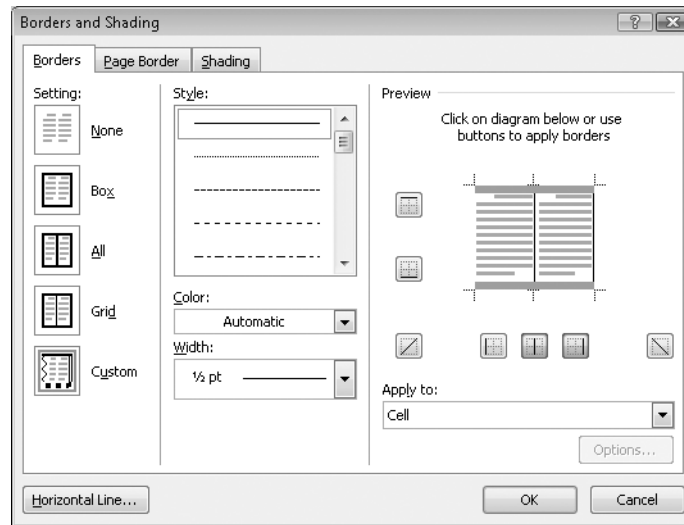 Borders and Shading
Borders Page Border Shading
Setting:
None
Box
All
Grid
Custom
Style:
Color:
Automatic
Width:
½ pt
Preview
Click on diagram below or use
buttons to apply borders
Apply to:
Cell
Options...
Horizontal Line...
OK Cancel